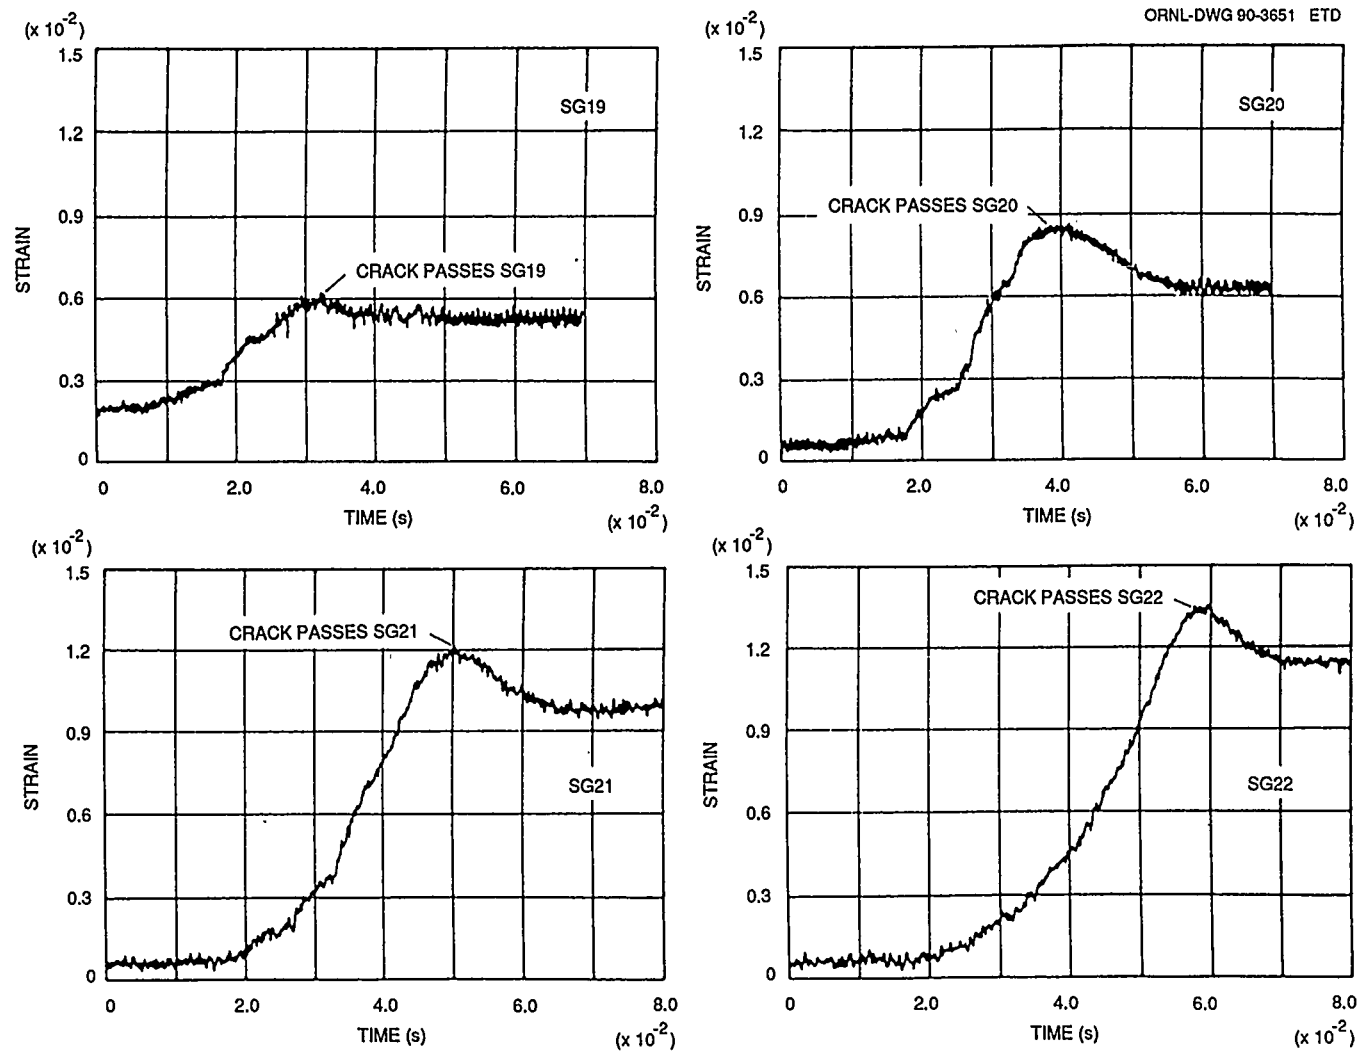 ORNL-DWG 90-3651 ETD
(x 10-2)
1.5
1.2
0.9
0.6
0.3
0
STRAIN
SG19
CRACK PASSES SG19
0 2.0 4.0 6.0 8.0
TIME (s)
(x 10-2)
(x 10-2)
1.5
1.2
0.9
0.6
0.3
0
STRAIN
SG20
CRACK PASSES SG20
0 2.0 4.0 6.0 8.0
TIME (s)
(x 10-2)
(x 10-2)
1.5
1.2
0.9
0.6
0.3
0
STRAIN
CRACK PASSES SG21
SG21
0 2.0 4.0 6.0 8.0
TIME (s)
(x 10-2)
(x 10-2)
1.5
1.2
0.9
0.6
0.3
0
STRAIN
CRACK PASSES SG22
SG22
0 2.0 4.0 6.0 8.0
TIME (s)
(x 10-2)